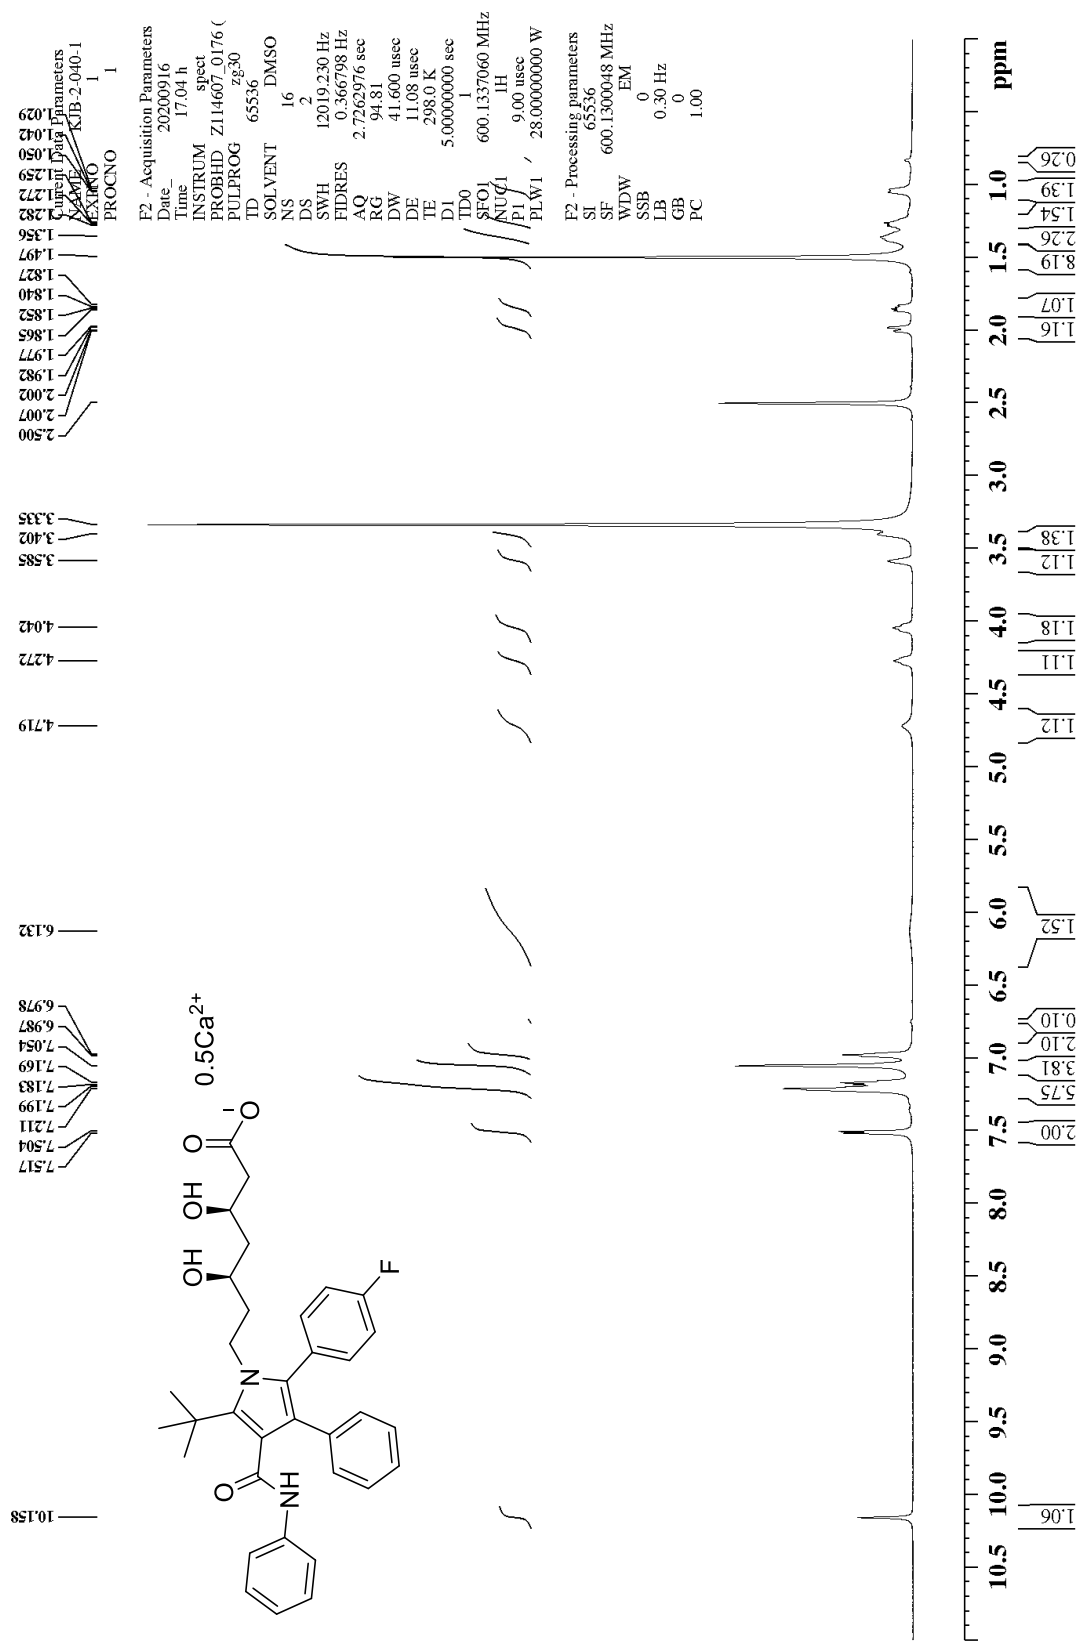 10.158
7.517
7.504
7.211
7.199
7.183
7.169
7.054
6.987
6.978
6.132
4.719
4.272
4.042
3.585
3.402
3.335
2.500
2.007
2.002
1.982
1.977
1.865
1.852
1.840
1.827
1.497
1.356
1.282
1.272
1.259
1.050
1.042
1.029
Current Data Parameters
NAME KJB-2-040-1
EXPNO 1
PROCNO 1
F2 - Acquisition Parameters
Date_ 20200916
Time 17.04 h
INSTRUM spect
PROBHD Z114607_0176 (
PULPROG zg30
TD 65536
SOLVENT DMSO
NS 16
DS 2
SWH 12019.230 Hz
FIDRES 0.366798 Hz
AQ 2.7262976 sec
RG 94.81
DW 41.600 usec
DE 11.08 usec
TE 298.0 K
D1 5.00000000 sec
TD0 1
SFO1 600.1337060 MHz
NUC1 1H
P1 9.00 usec
PLW1 28.00000000 W
F2 - Processing parameters
SI 65536
SF 600.1300048 MHz
WDW EM
SSB 0
LB 0.30 Hz
GB 0
PC 1.00
O
NH
N
F
OH
OH
O
O−
0.5Ca2+
10.5
10.0
9.5
9.0
8.5
8.0
7.5
7.0
6.5
6.0
5.5
5.0
4.5
4.0
3.5
3.0
2.5
2.0
1.5
1.0
ppm
1.06
2.00
5.75
3.81
2.10
0.10
1.52
1.12
1.11
1.18
1.12
1.38
1.16
1.07
8.19
2.26
1.54
1.39
0.26